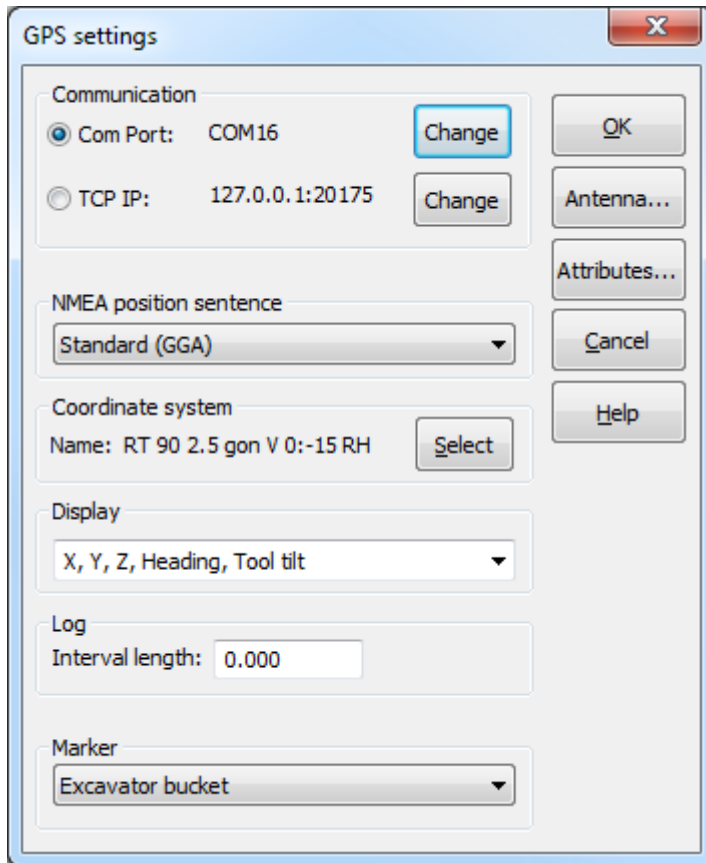 GPS settings
Communication
Com Port: COM16 Change
TCP IP: 127.0.0.1:20175 Change
NMEA position sentence
Standard (GGA)
Coordinate system
Name: RT 90 2.5 gon V 0:-15 RH Select
Display
X, Y, Z, Heading, Tool tilt
Log
Interval length: 0.000
Marker
Excavator bucket
OK
Antenna...
Attributes...
Cancel
Help